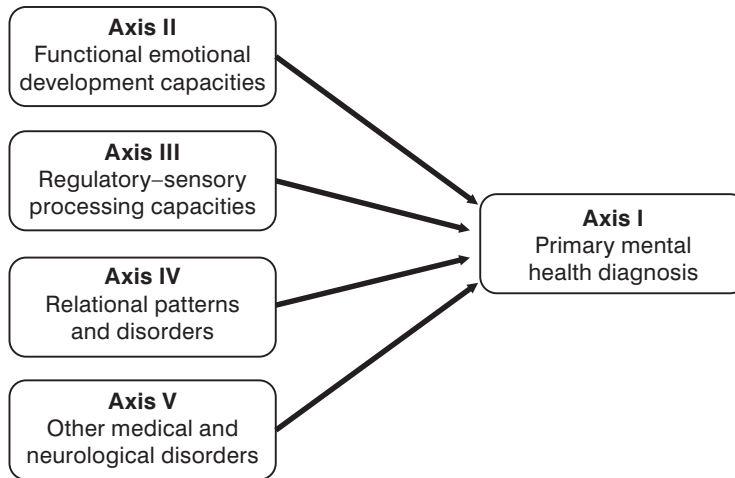 Axis II
Functional emotional
development capacities
Axis III
Regulatory–sensory
processing capacities
Axis IV
Relational patterns
and disorders
Axis V
Other medical and
neurological disorders
Axis I
Primary mental
health diagnosis